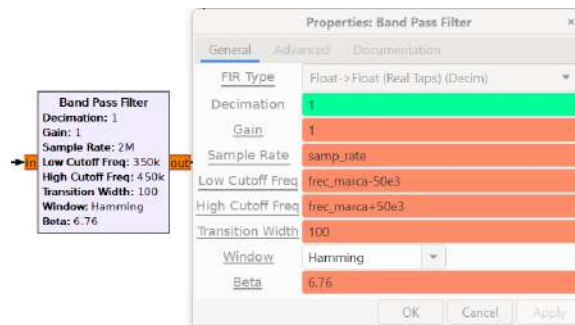 Band Pass Filter
Decimation: 1
Gain: 1
Sample Rate: 2M
Low Cutoff Freq: 350k
High Cutoff Freq: 450k
Transition Width: 100
Window: Hamming
Beta: 6.76
in
out
Properties: Band Pass Filter ×
General Advanced Documentation
FIR Type Float->Float (Real Taps) (Decim)
Decimation 1
Gain 1
Sample Rate samp_rate
Low Cutoff Freq frec_marca-50e3
High Cutoff Freq frec_marca+50e3
Transition Width 100
Window Hamming
Beta 6.76
OK Cancel Apply